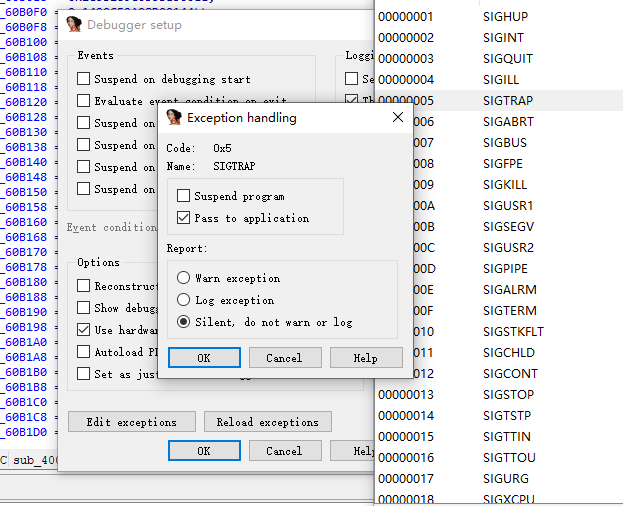 _60B0F0 =
_60B0F8 =
_60B100 =
_60B108 =
_60B110 =
_60B118 =
_60B120 =
_60B128 =
_60B130 =
_60B138 =
_60B140 =
_60B148 =
_60B150 =
_60B158 =
_60B160 =
_60B168 =
_60B170 =
_60B178 =
_60B180 =
_60B188 =
_60B190 =
_60B198 =
_60B1A0 =
_60B1A8 =
_60B1B0 =
_60B1B8 =
_60B1C0 =
_60B1C8 =
_60B1D0 =
C sub_40
Debugger setup
Events
Suspend on debugging start
Evaluate event condition on exit
Suspend on
Suspend on
Suspend on
Suspend on
Event condition
Options
Reconstruct
Show debugg
Use hardwar
Autoload
Set as just
Edit exceptions
Reload exceptions
OK
Cancel
Help
Loggi
Se
Th
Exception handling
Code: 0x5
Name: SIGTRAP
Suspend program
Pass to application
Report:
Warn exception
Log exception
Silent, do not warn or log
OK
Cancel
Help
00000001 SIGHUP
00000002 SIGINT
00000003 SIGQUIT
00000004 SIGILL
00000005 SIGTRAP
00000006 SIGABRT
00000007 SIGBUS
00000008 SIGFPE
00000009 SIGKILL
0000000A SIGUSR1
0000000B SIGSEGV
0000000C SIGUSR2
0000000D SIGPIPE
0000000E SIGALRM
0000000F SIGTERM
00000010 SIGSTKFLT
00000011 SIGCHLD
00000012 SIGCONT
00000013 SIGSTOP
00000014 SIGTSTP
00000015 SIGTTIN
00000016 SIGTTOU
00000017 SIGURG
00000018 SIGXCPU